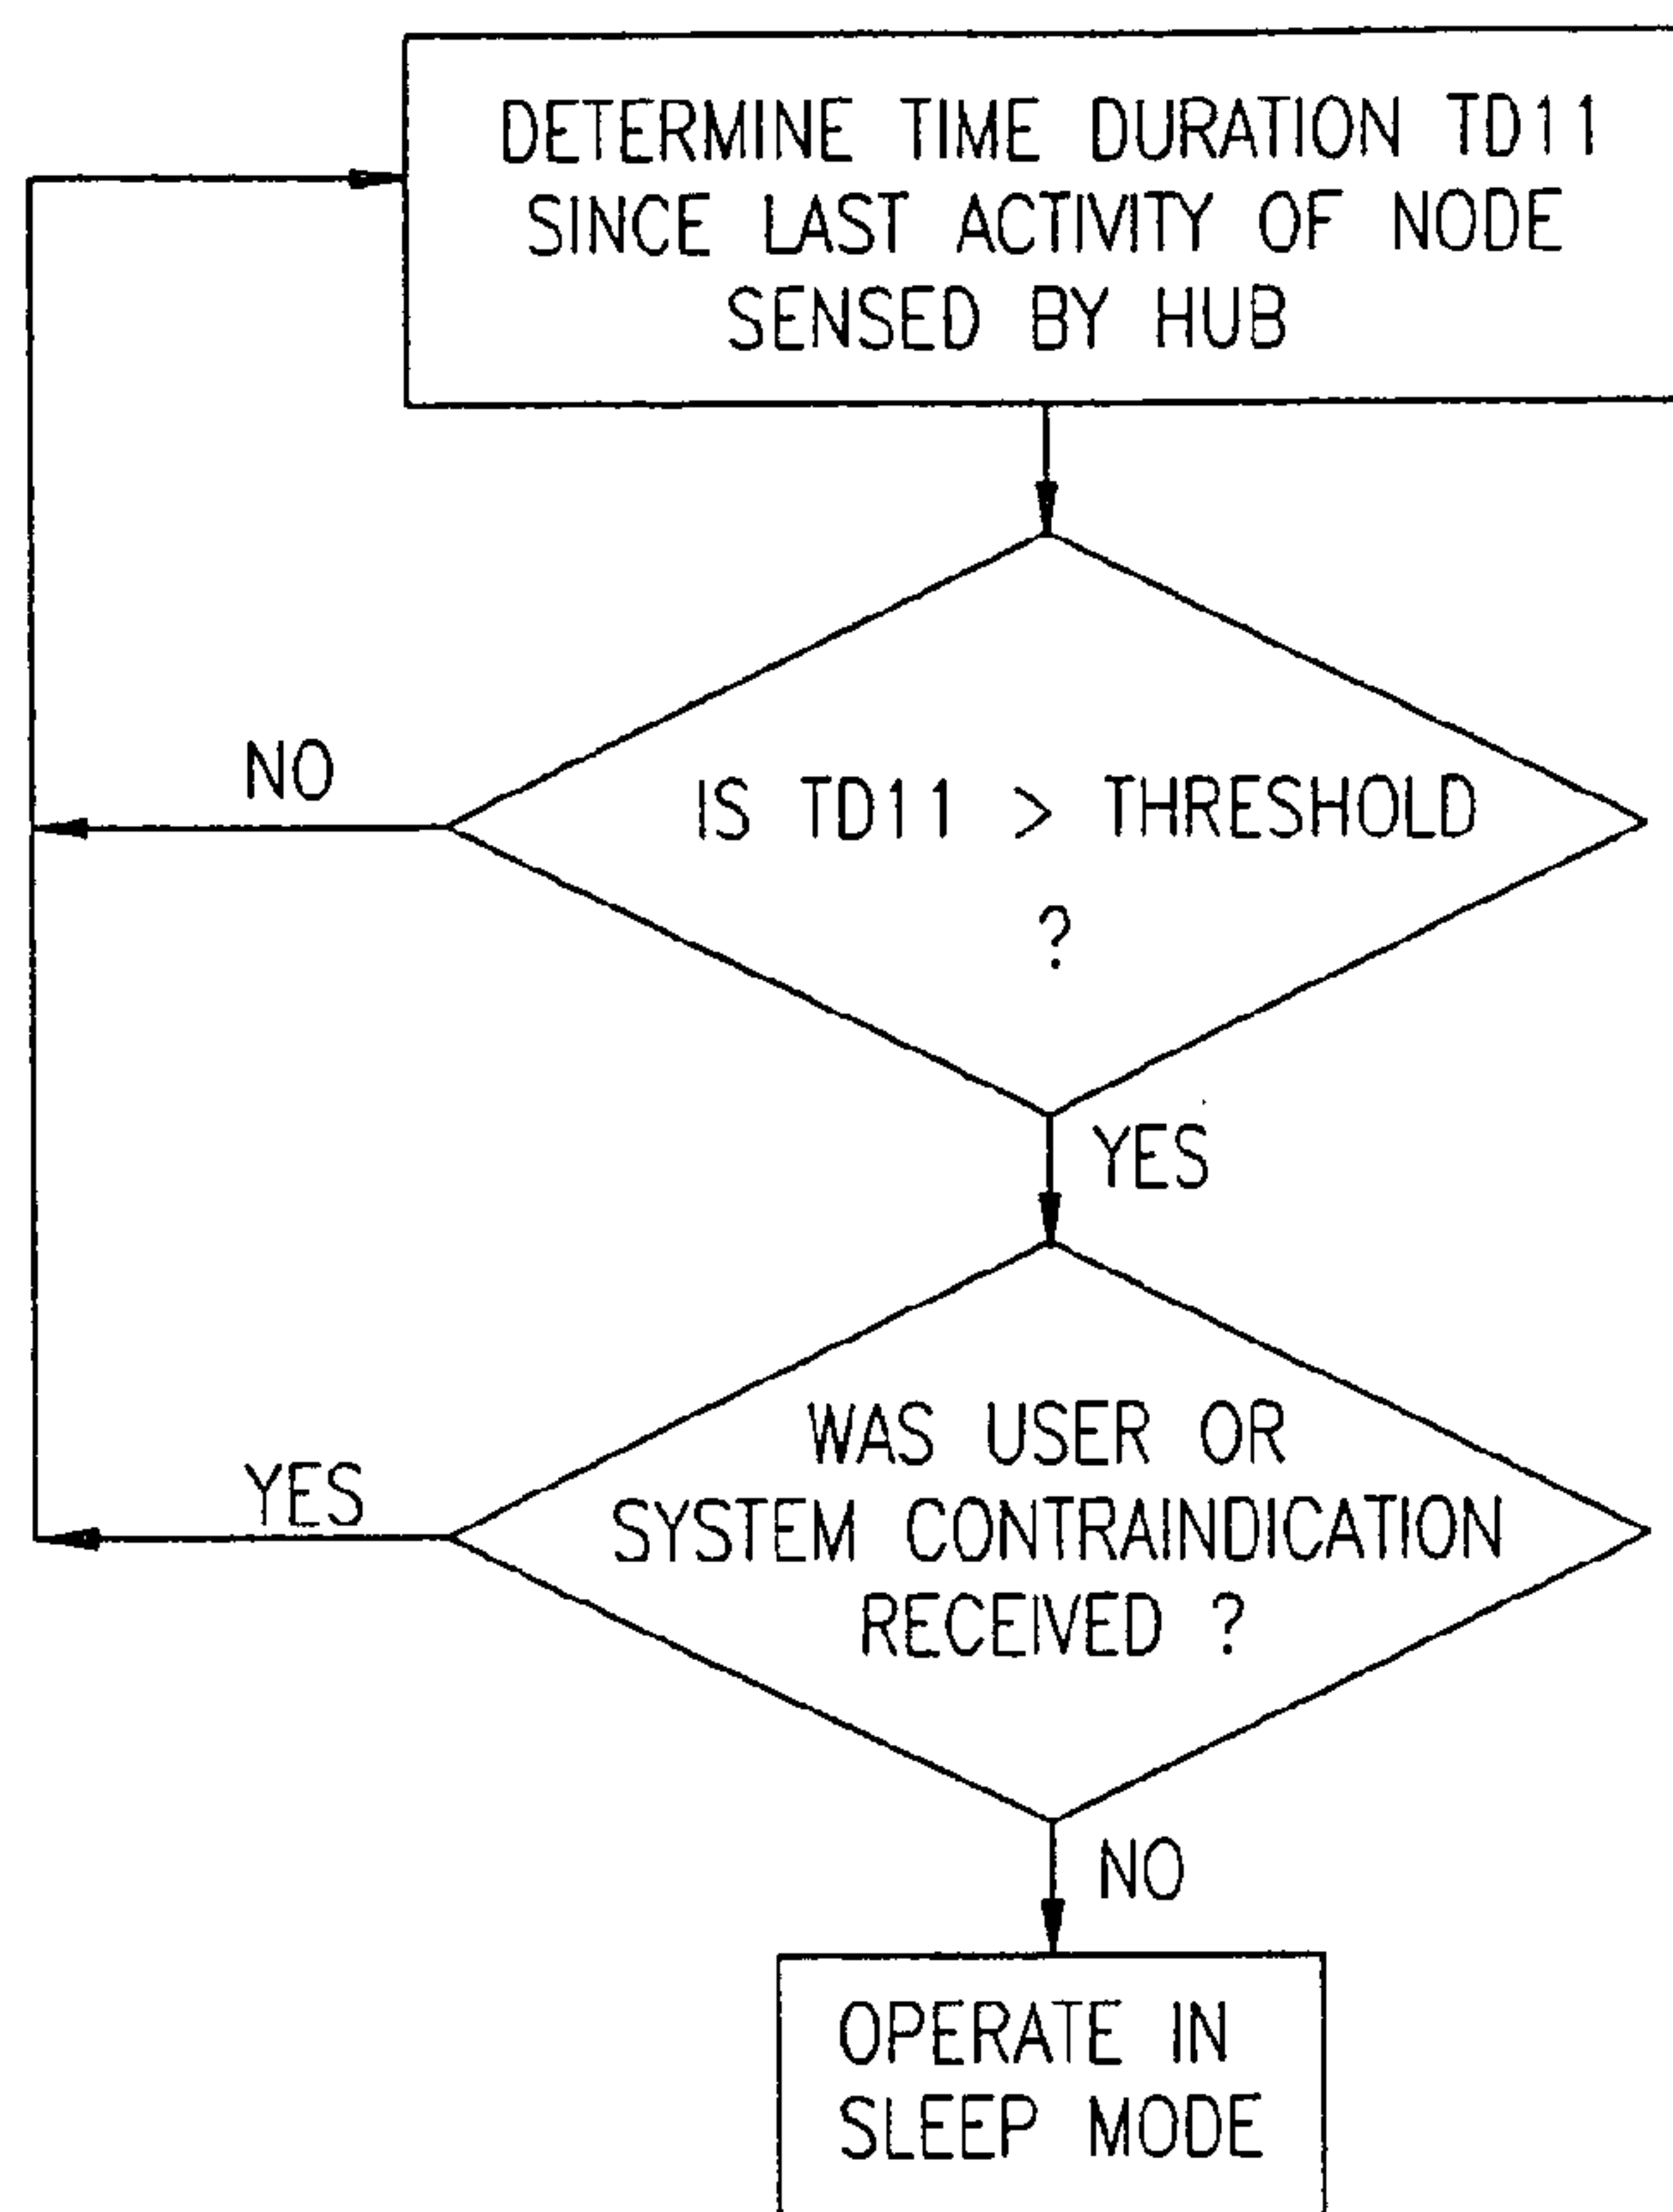 DETERMINE TIME DURATION TD11
SINCE LAST ACTIVITY OF NODE
SENSED BY HUB
NO
IS TD11 > THRESHOLD
?
YES
WAS USER OR
SYSTEM CONTRAINDICATION
RECEIVED ?
YES
NO
OPERATE IN
SLEEP MODE